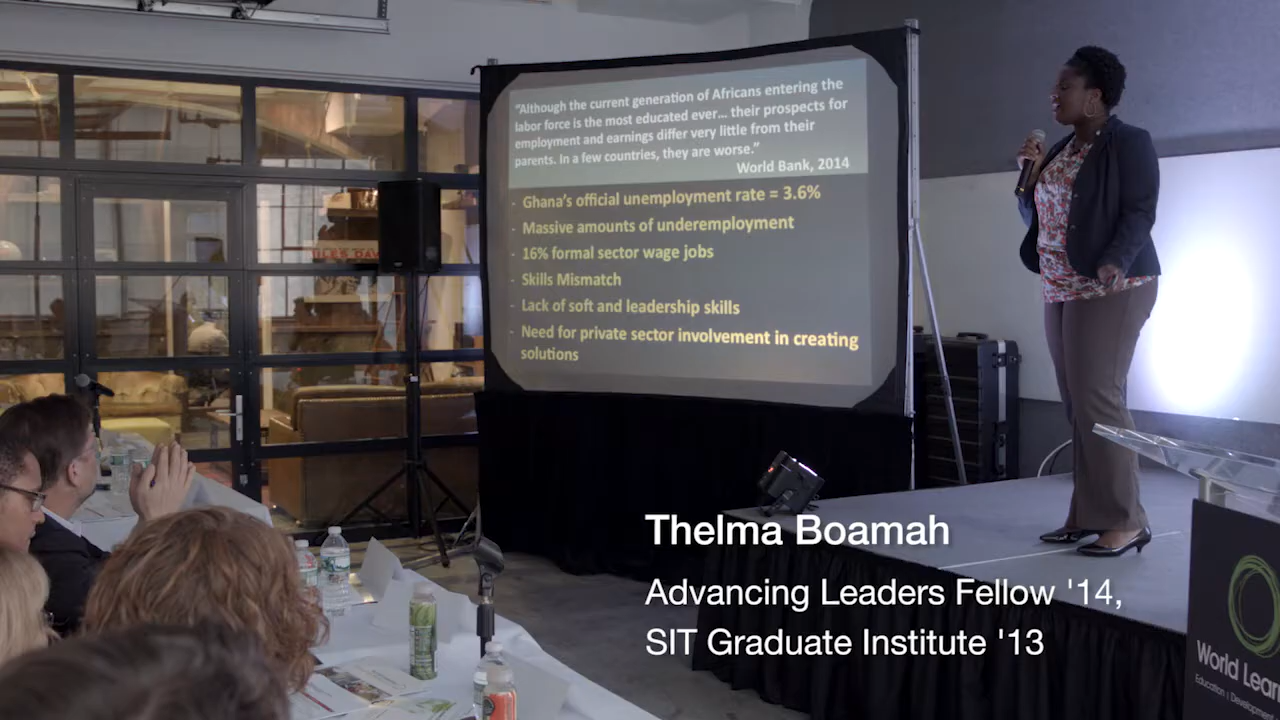 “Although the current generation of Africans entering the
labor force is the most educated ever... their prospects for
employment and earnings differ very little from their
parents. In a few countries, they are worse.”
World Bank, 2014
- Ghana's official unemployment rate = 3.6%
- Massive amounts of underemployment
- 16% formal sector wage jobs
- Skills Mismatch
- Lack of soft and leadership skills
- Need for private sector involvement in creating
solutions
Thelma Boamah
Advancing Leaders Fellow '14,
SIT Graduate Institute '13
World Lear
Education | Development